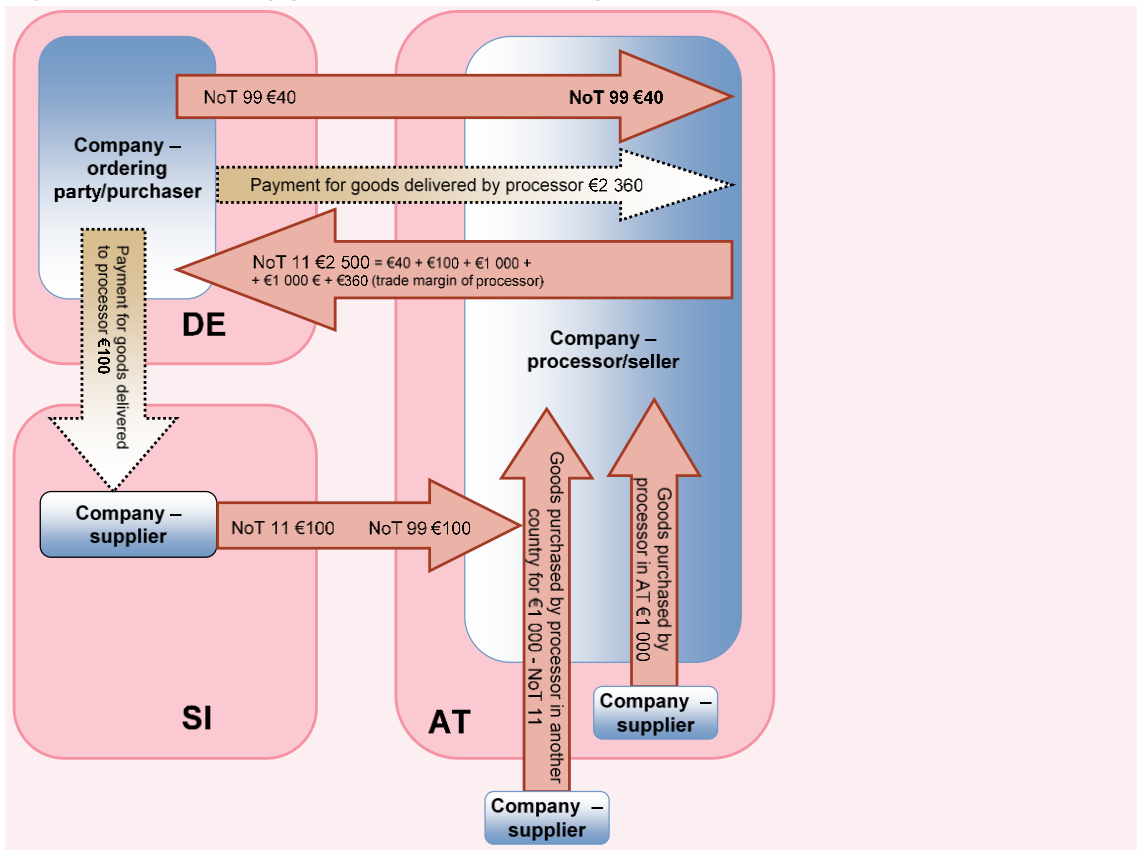 NoT 99 €40
NoT 99 €40
Company –
ordering
party/purchaser
Payment for goods delivered by processor €2 360
NoT 11 €2 500 = €40 + €100 + €1 000 +
+ €1 000 € + €360 (trade margin of processor)
DE
Payment for goods delivered
to processor €100
Company –
processor/seller
Company –
supplier
NoT 11 €100
NoT 99 €100
Goods purchased by processor in another
country for €1 000 - NoT 11
Goods purchased by
processor in AT €1 000
SI
AT
Company –
supplier
Company –
supplier